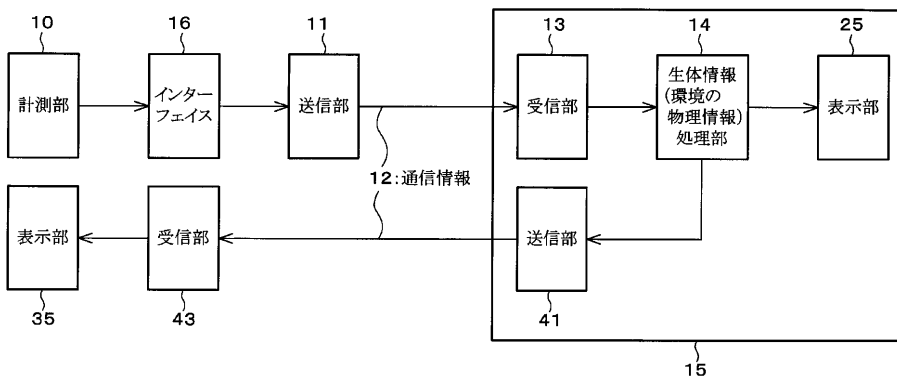 10
16
11
13
14
25
計測部
インター
フェイス
送信部
受信部
生体情報
(環境の
物理情報)
処理部
表示部
12:通信情報
表示部
受信部
送信部
35
43
41
15